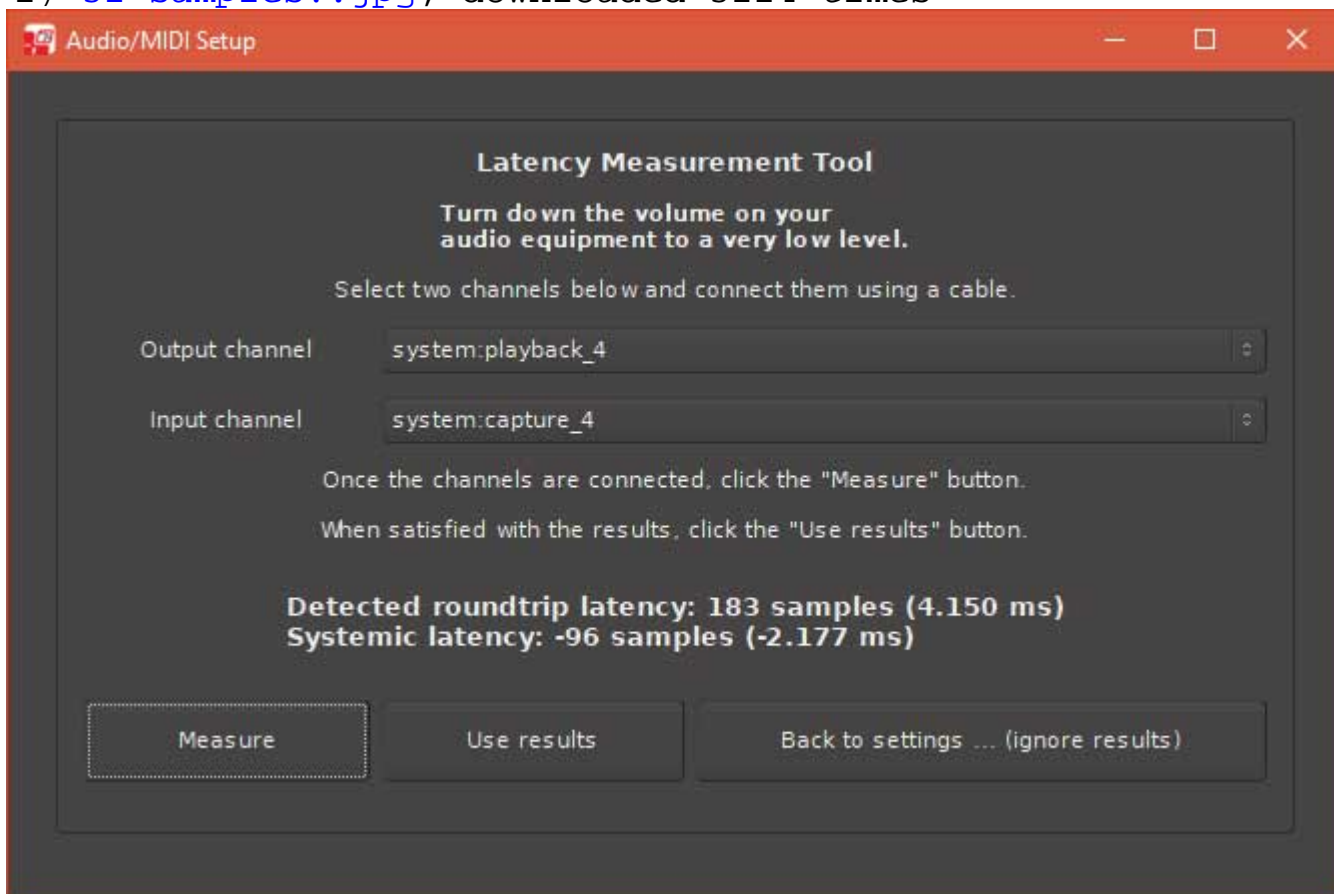 Audio/MIDI Setup
Latency Measurement Tool
Turn down the volume on your
audio equipment to a very low level.
Select two channels below and connect them using a cable.
Output channel system:playback_4
Input channel system:capture_4
Once the channels are connected, click the "Measure" button.
When satisfied with the results, click the "Use results" button.
Detected roundtrip latency: 183 samples (4.150 ms)
Systemic latency: -96 samples (-2.177 ms)
Measure Use results Back to settings ... (ignore results)